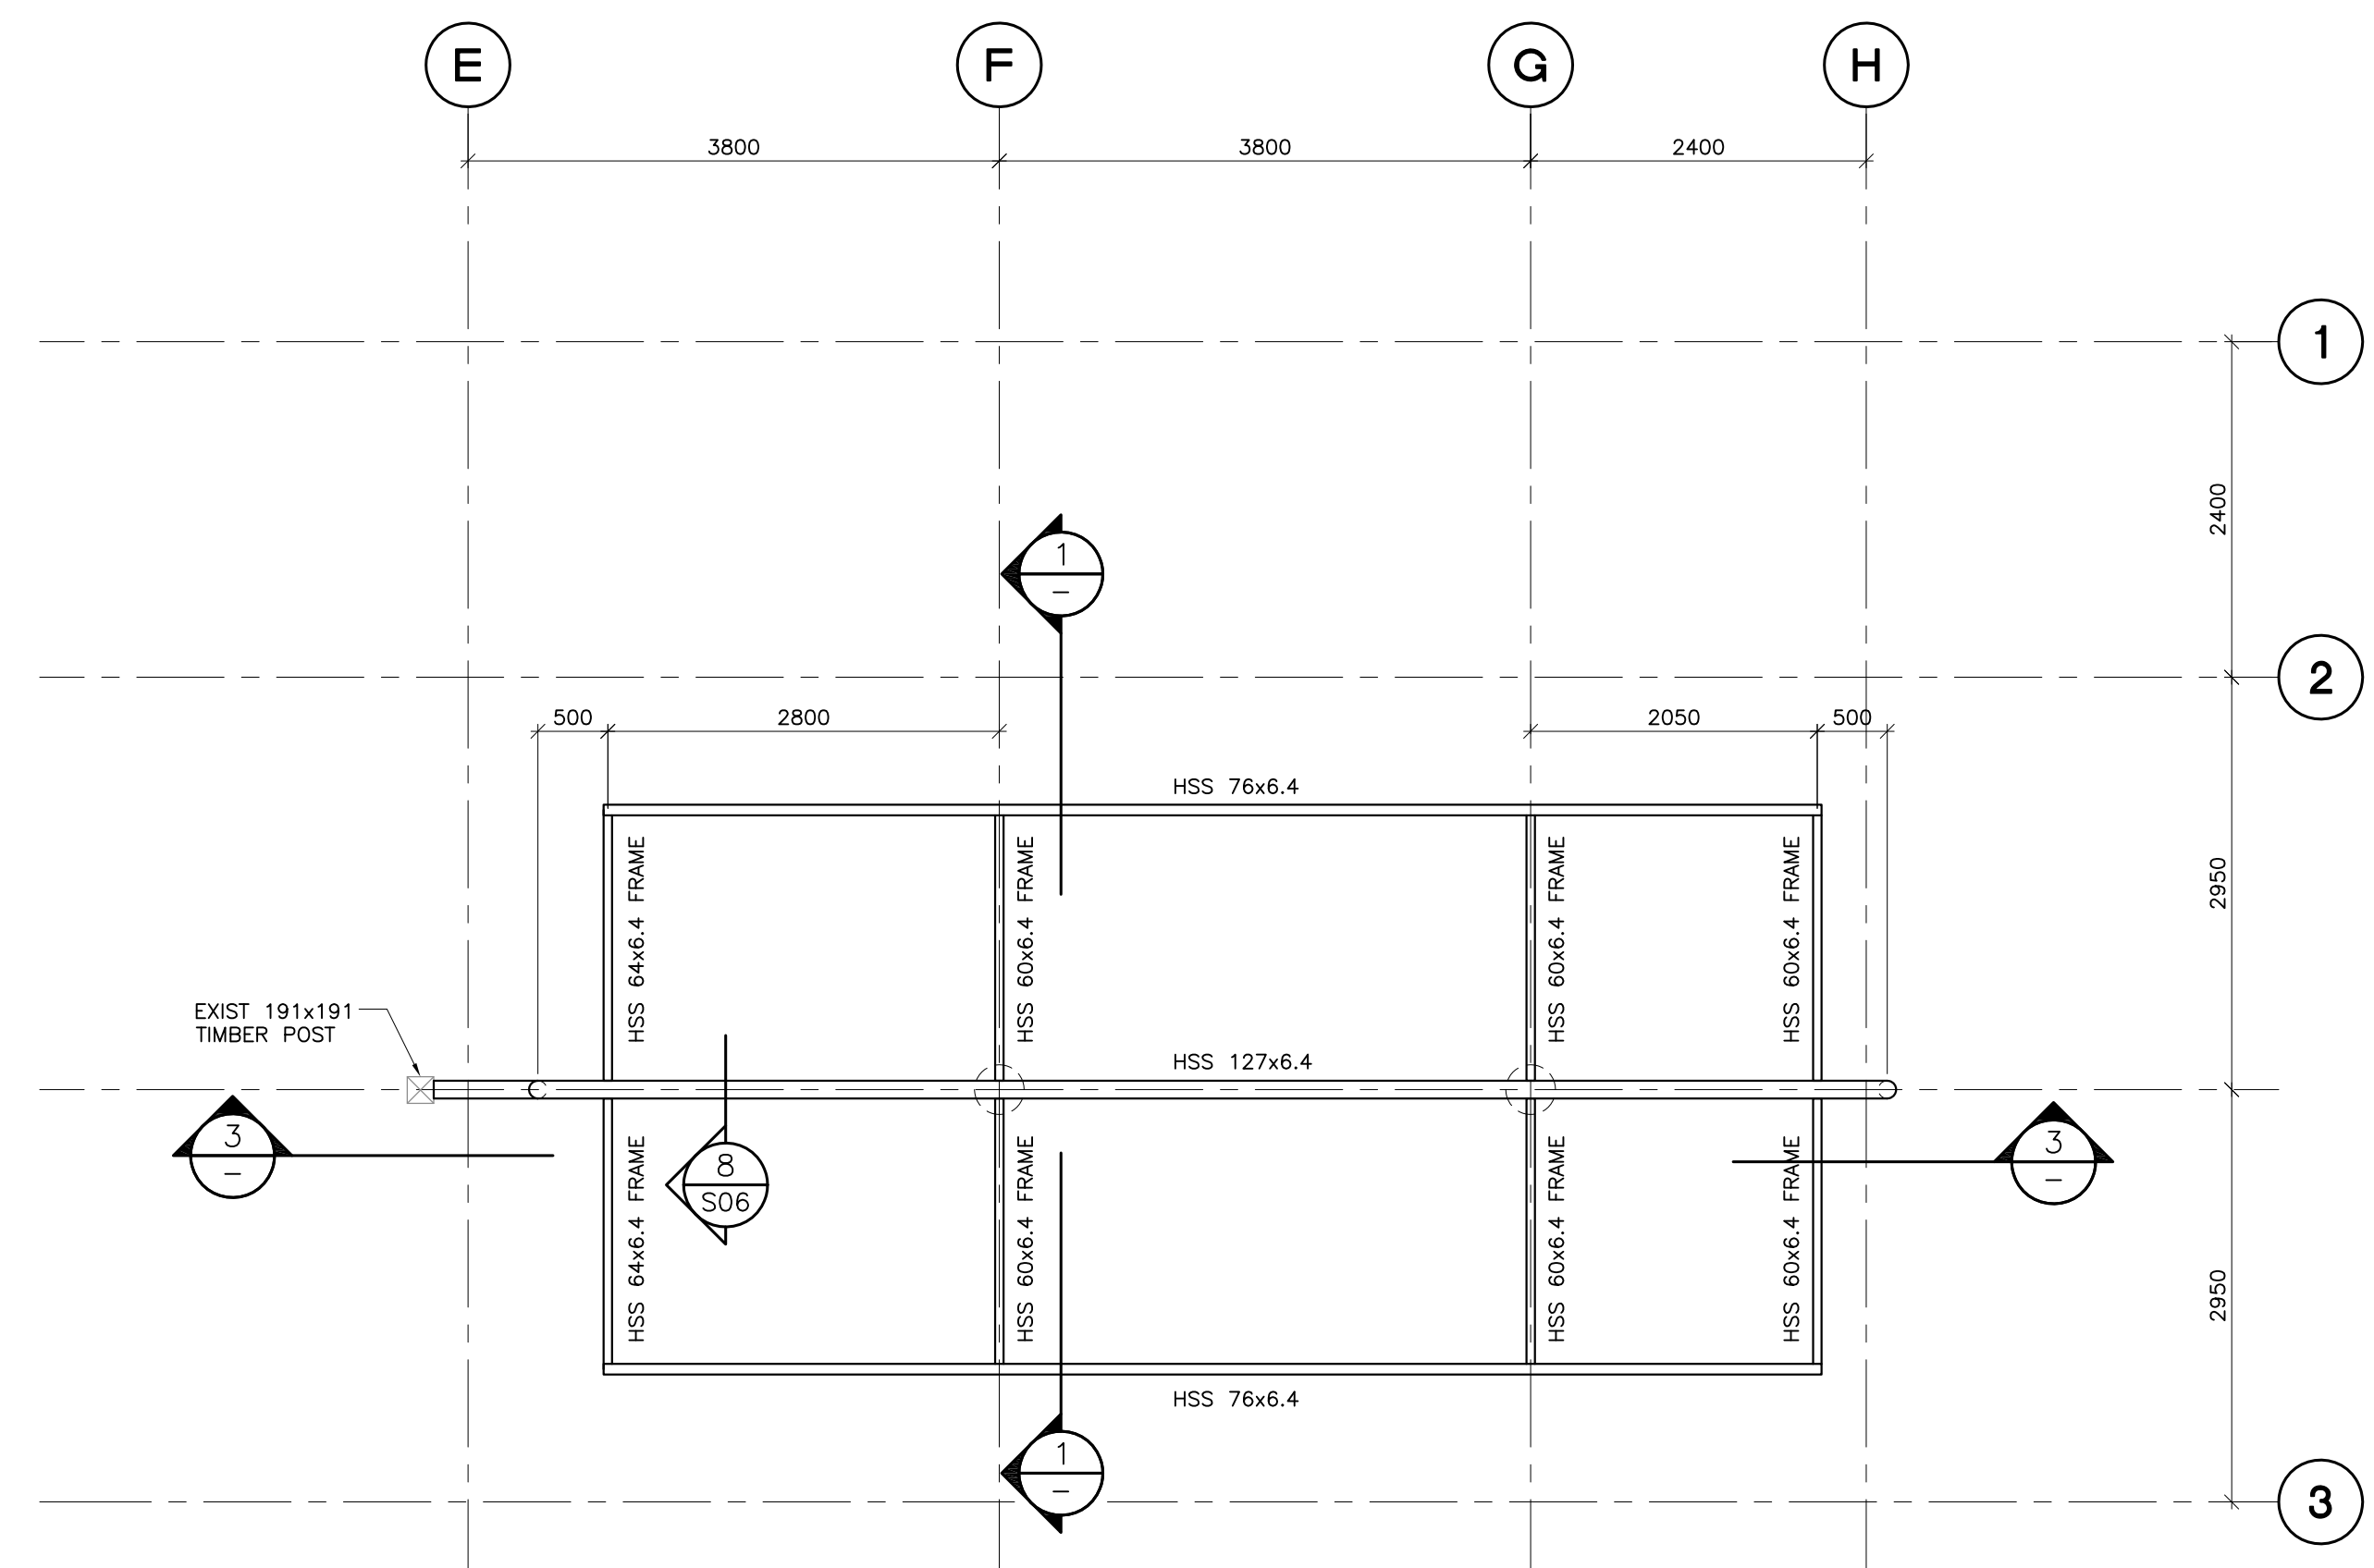 E
F
G
H
3800
3800
2400
1
2400
1
-
2
500
2800
2050
500
HSS 76x6.4
2950
HSS 64x6.4 FRAME
HSS 60x6.4 FRAME
HSS 60x6.4 FRAME
HSS 60x6.4 FRAME
EXIST 191x191
TIMBER POST
HSS 127x6.4
3
-
8
S06
3
-
HSS 64x6.4 FRAME
HSS 60x6.4 FRAME
HSS 60x6.4 FRAME
HSS 60x6.4 FRAME
2950
HSS 76x6.4
1
-
3